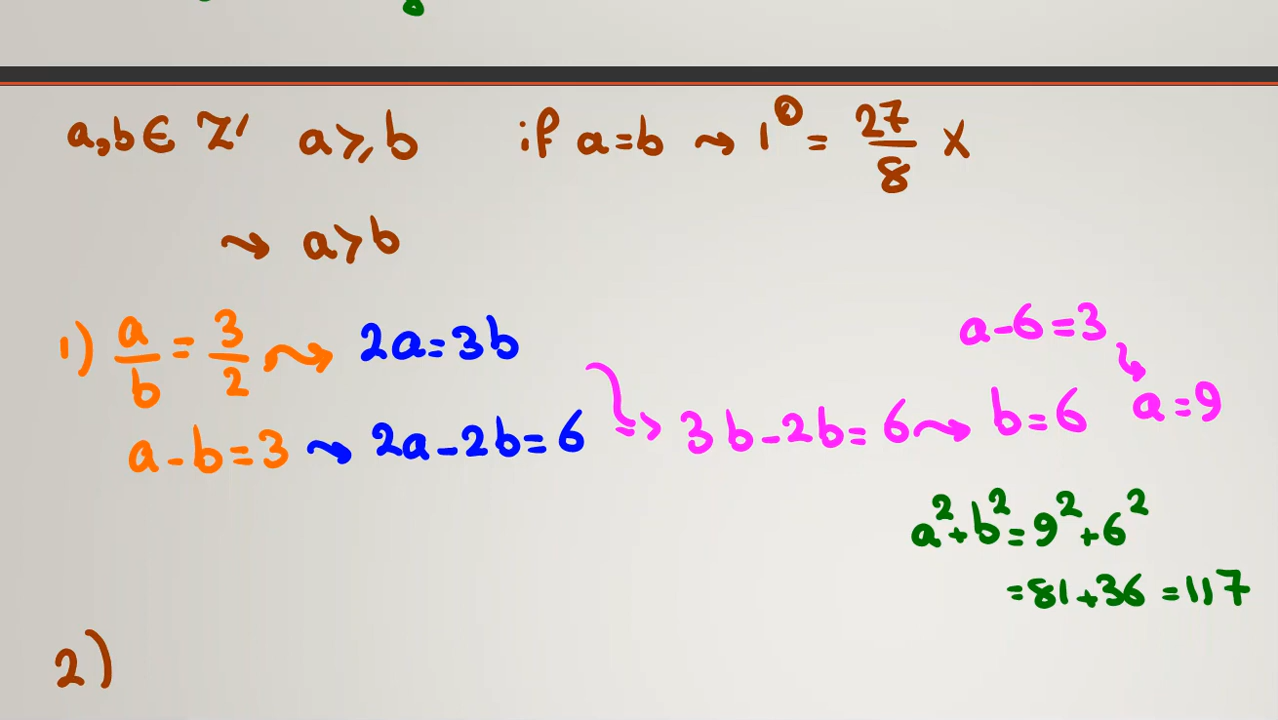 a,b ∈ Z' a ≥ b if a=b ⇝ 1⁰ = 27/8 X
⇝ a > b
1) a/b = 3/2 ⇝ 2a=3b
a-6=3
a-b=3 ⇝ 2a-2b=6 ⇝ 3b-2b=6 ⇝ b=6 a=9
a²+b²=9²+6²
=81+36=117
2)